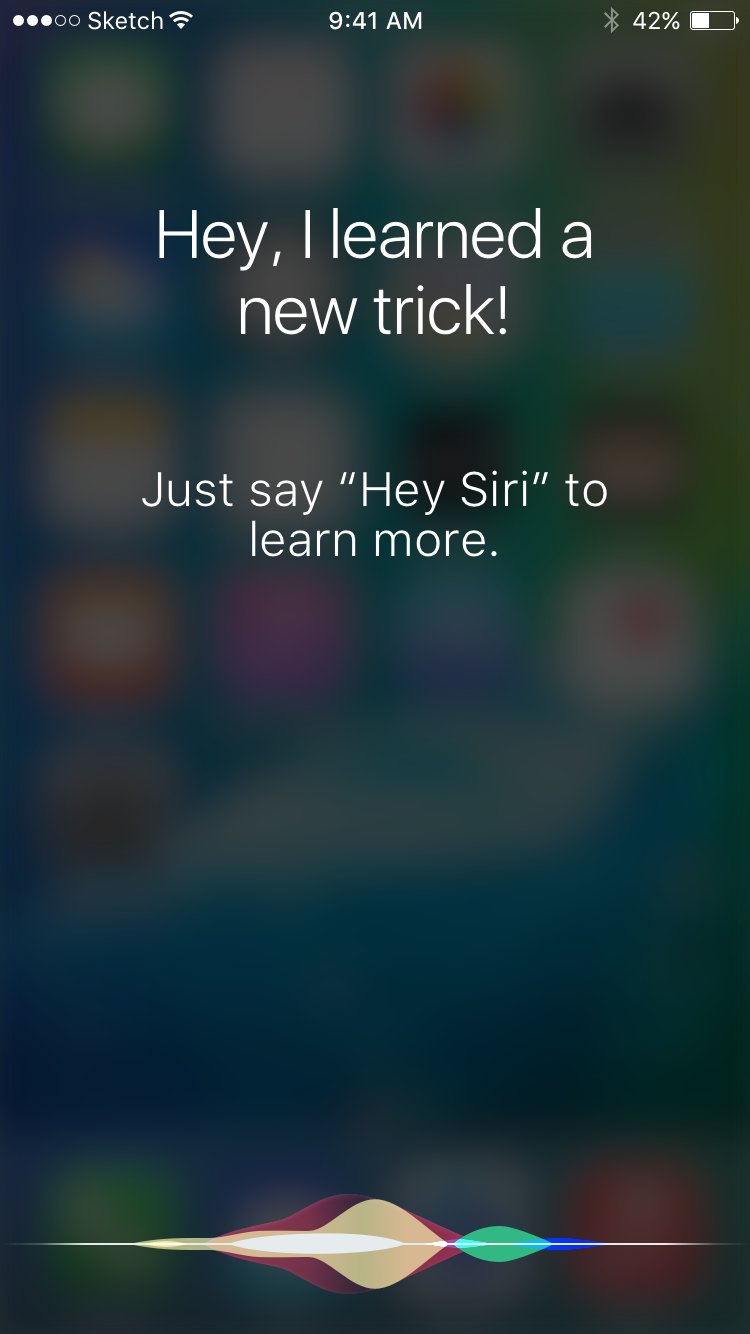 Sketch 9:41 AM 42%
Hey, I learned a
new trick!
Just say “Hey Siri” to
learn more.